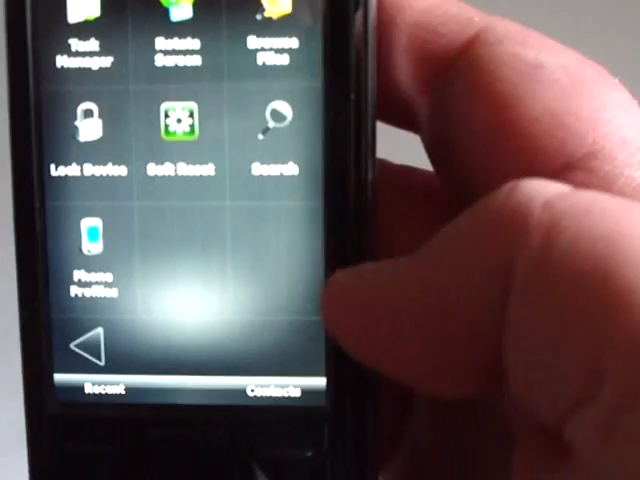 Task
Manager
Rotate
Screen
Browse
Files
Lock Device
Soft Reset
Search
Phone
Profiles
Recent
Contacts